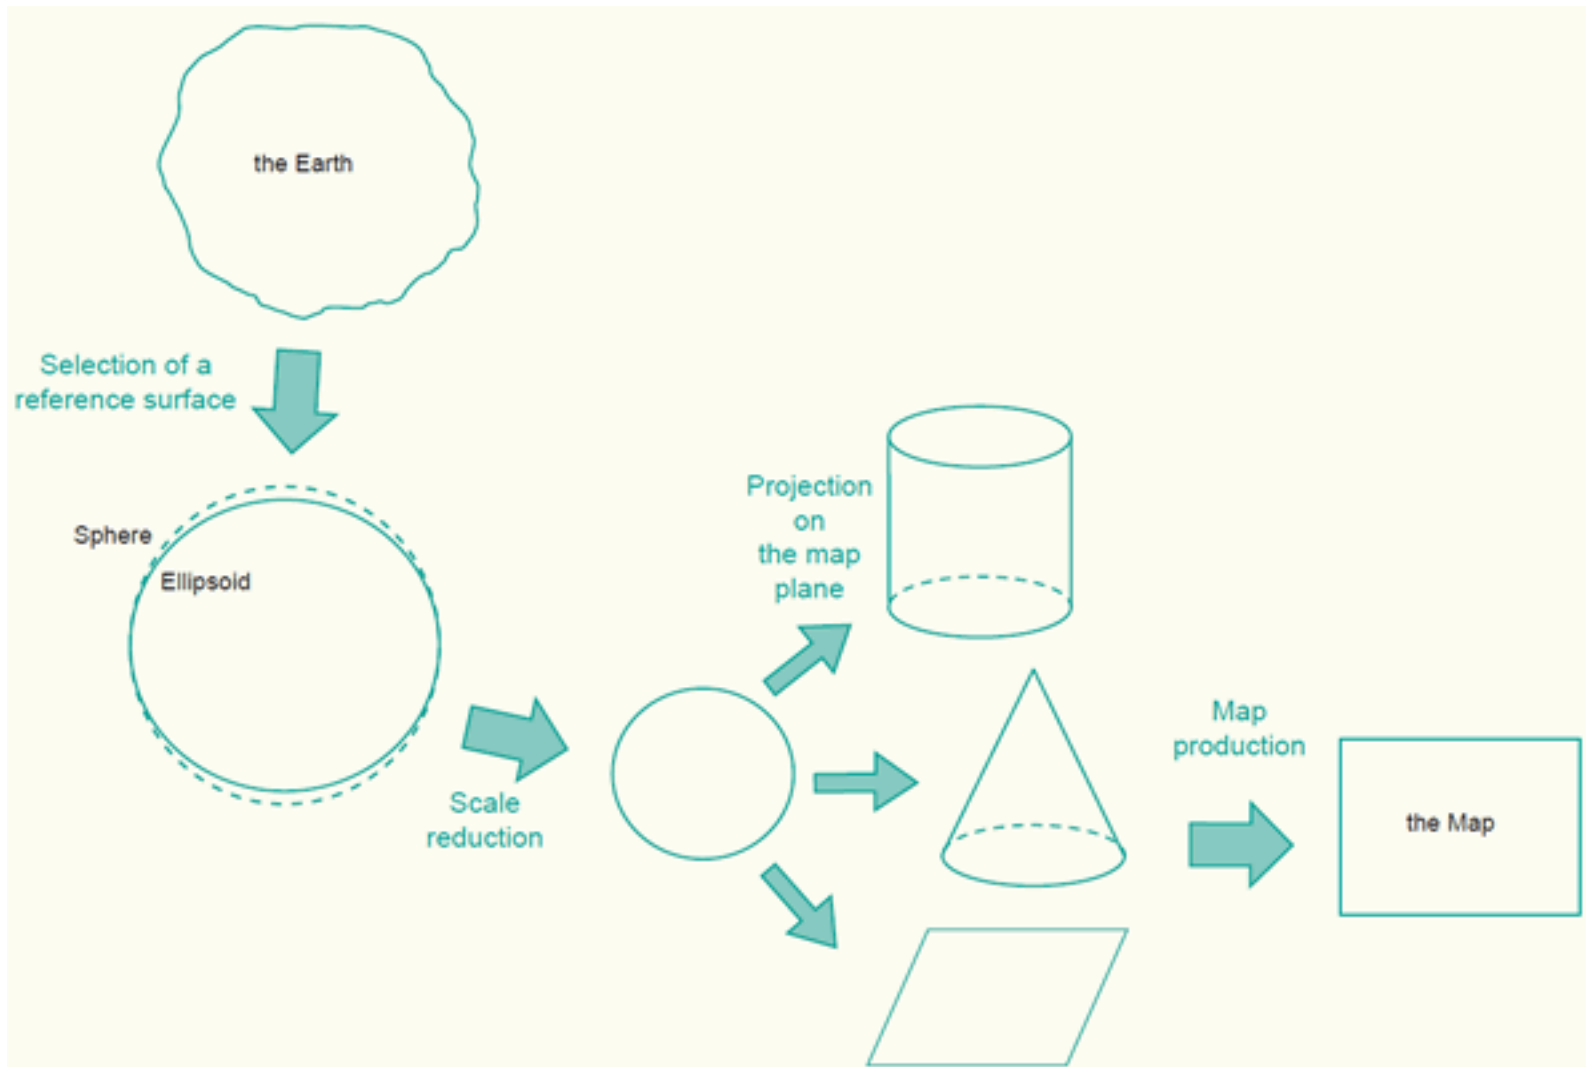 the Earth
Selection of a
reference surface
Sphere
Ellipsoid
Scale
reduction
Projection
on
the map
plane
Map
production
the Map